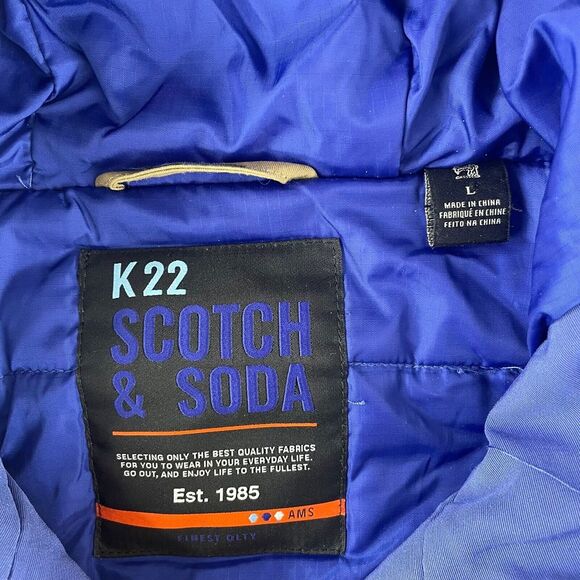 K22
SCOTCH
& SODA
SELECTING ONLY THE BEST QUALITY FABRICS
FOR YOU TO WEAR IN YOUR EVERYDAY LIFE.
GO OUT, AND ENJOY LIFE TO THE FULLEST.
Est. 1985
AMS
FINEST QLTY
L
MADE IN CHINA
FABRIQUÉ EN CHINE
FEITO NA CHINA